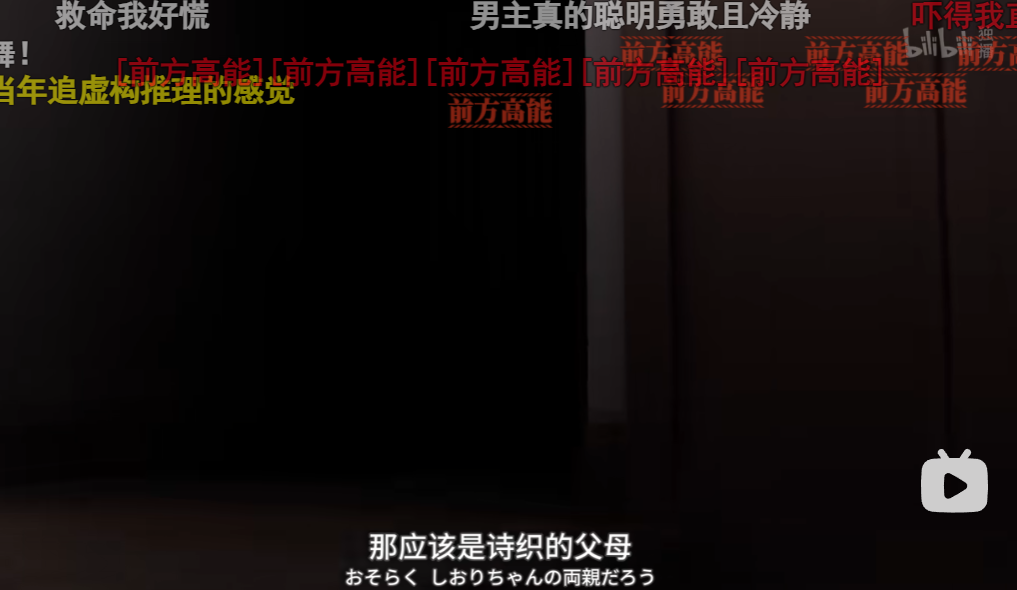 救命我好慌
男主真的聪明勇敢且冷静
吓得我直
舞！
前方高能
前方高能
前方高能
bilibili 独播
[前方高能][前方高能][前方高能][前方高能][前方高能]
当年追虚构推理的感觉
前方高能
前方高能
前方高能
那应该是诗织的父母
おそらく しおりちゃんの両親だろう